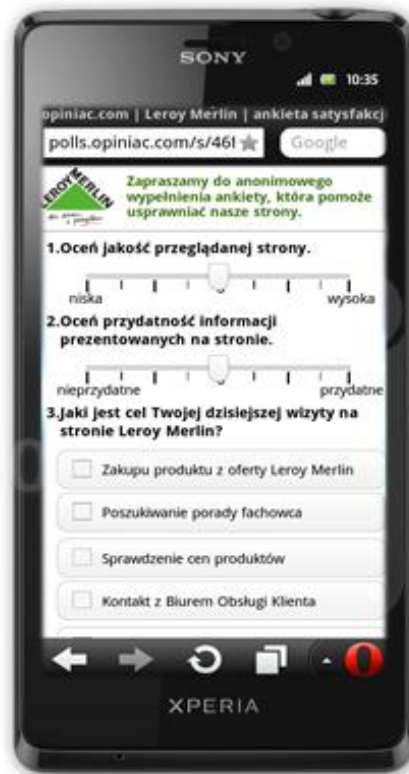 SONY
10:35
opiniac.com | Leroy Merlin | ankieta satysfakcj
polls.opiniac.com/s/46f
Google
LEROY MERLIN
Zapraszamy do anonimowego
wypełnienia ankiety, która pomoże
usprawniać nasze strony.
1.Oceń jakość przeglądanej strony.
niska
wysoka
2.Oceń przydatność informacji
prezentowanych na stronie.
nieprzydatne
przydatne
3.Jaki jest cel Twojej dzisiejszej wizyty na
stronie Leroy Merlin?
Zakupu produktu z oferty Leroy Merlin
Poszukiwanie porady fachowca
Sprawdzenie cen produktów
Kontakt z Biurem Obsługi Klienta
XPERIA